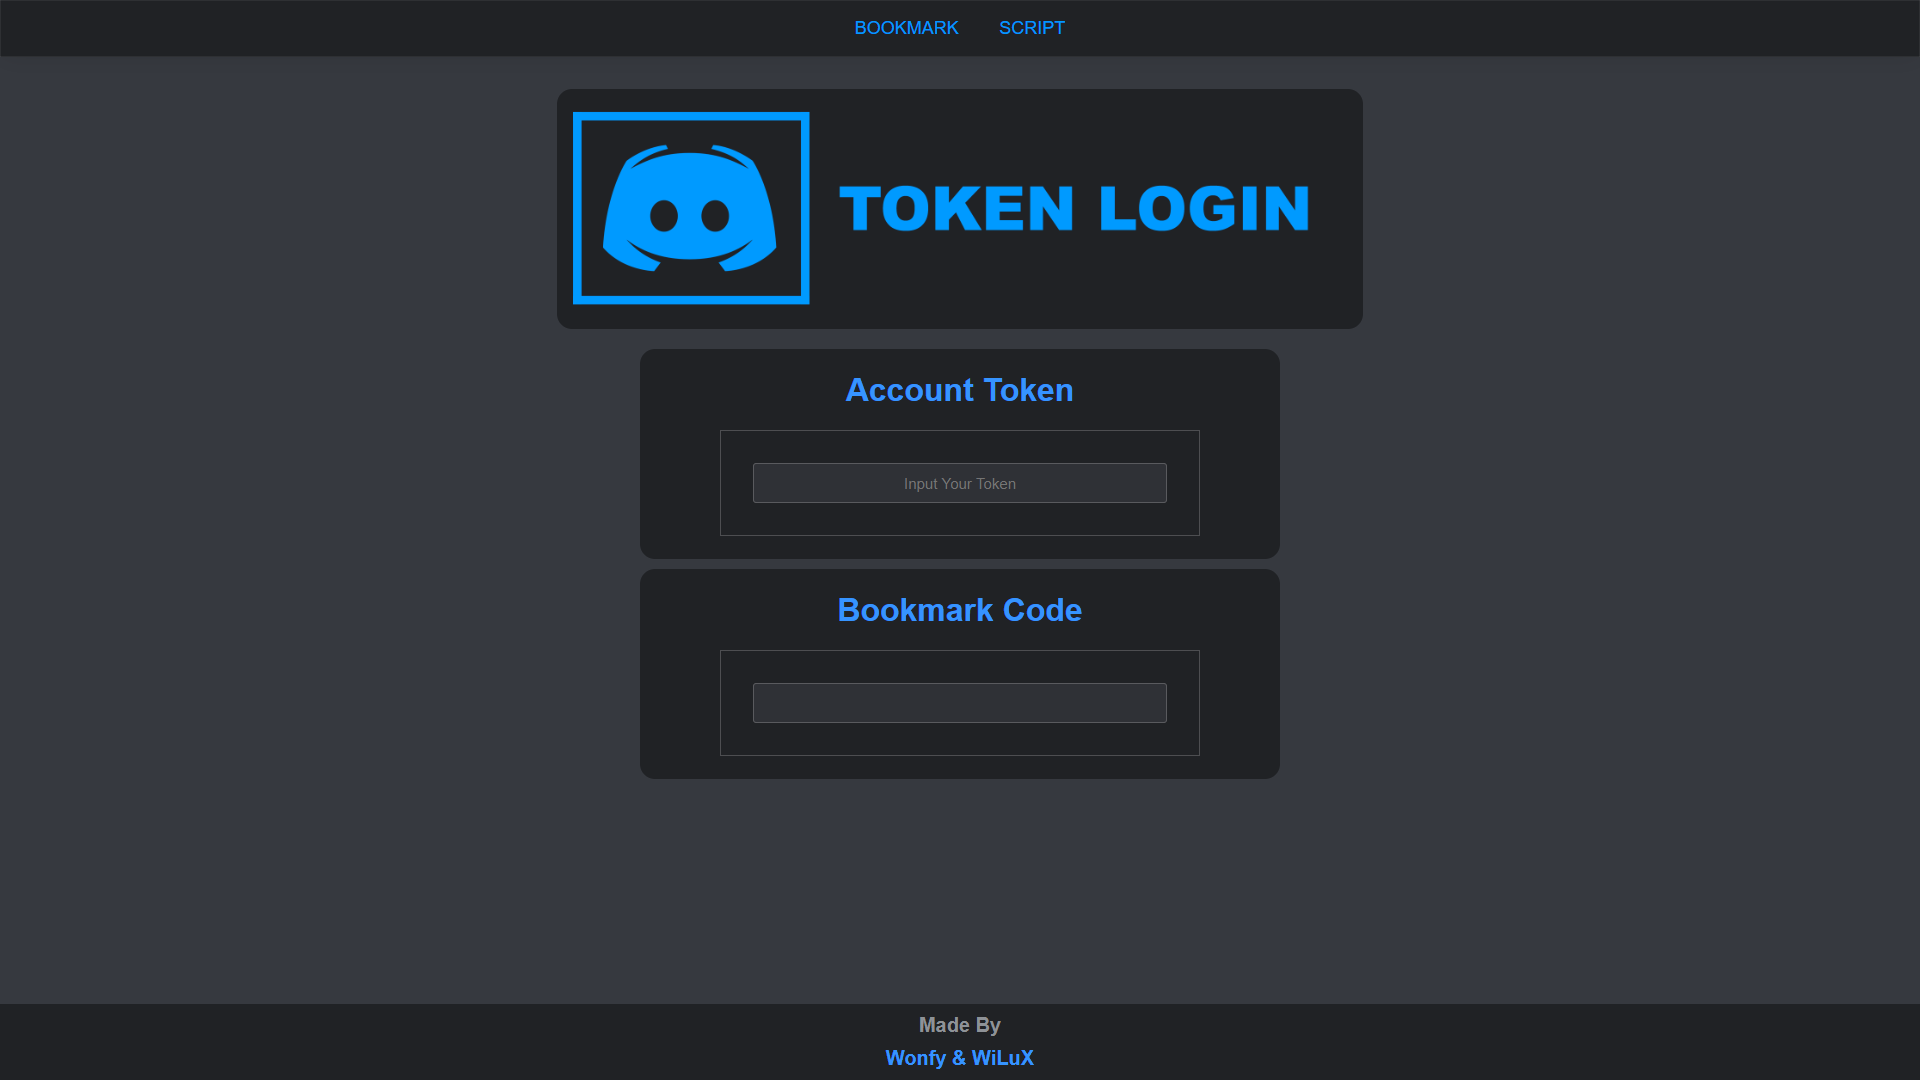 BOOKMARK SCRIPT
TOKEN LOGIN
Account Token
Input Your Token
Bookmark Code
Made By
Wonfy & WiLuX